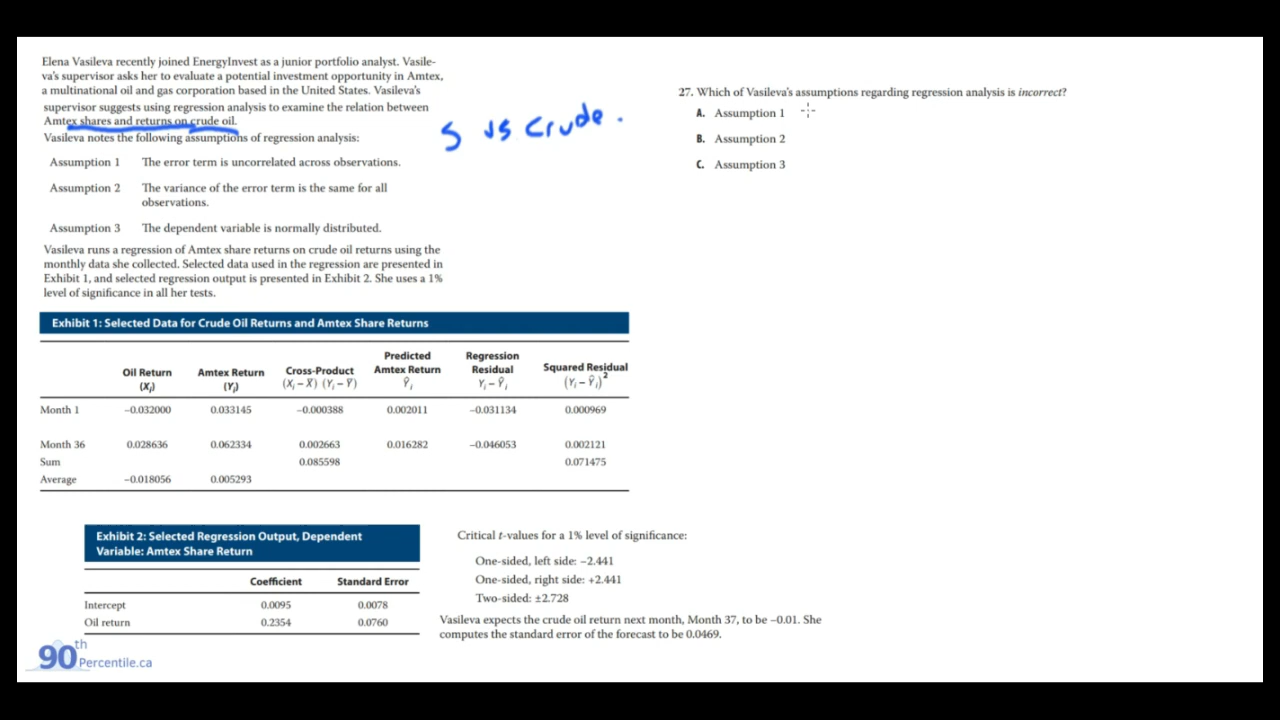 Elena Vasileva recently joined EnergyInvest as a junior portfolio analyst. Vasile-
va's supervisor asks her to evaluate a potential investment opportunity in Amtex,
a multinational oil and gas corporation based in the United States. Vasileva's
supervisor suggests using regression analysis to examine the relation between
Amtex shares and returns on crude oil.
Vasileva notes the following assumptions of regression analysis:
S vs Crude.
Assumption 1 The error term is uncorrelated across observations.
Assumption 2 The variance of the error term is the same for all
observations.
Assumption 3 The dependent variable is normally distributed.
Vasileva runs a regression of Amtex share returns on crude oil returns using the
monthly data she collected. Selected data used in the regression are presented in
Exhibit 1, and selected regression output is presented in Exhibit 2. She uses a 1%
level of significance in all her tests.
27. Which of Vasileva's assumptions regarding regression analysis is incorrect?
A. Assumption 1
B. Assumption 2
C. Assumption 3
Exhibit 1: Selected Data for Crude Oil Returns and Amtex Share Returns
Oil Return (Xi) Amtex Return (Yi) Cross-Product (Xi – X̄) (Yi – Ȳ) Predicted Amtex Return Ŷi Regression Residual Yi – Ŷi Squared Residual (Yi – Ŷi)²
Month 1 –0.032000 0.033145 –0.000388 0.002011 –0.031134 0.000969
Month 36 0.028636 0.062334 0.002663 0.016282 –0.046053 0.002121
Sum 0.085598 0.071475
Average –0.018056 0.005293
Exhibit 2: Selected Regression Output, Dependent
Variable: Amtex Share Return
Coefficient Standard Error
Intercept 0.0095 0.0078
Oil return 0.2354 0.0760
Critical t-values for a 1% level of significance:
One-sided, left side: –2.441
One-sided, right side: +2.441
Two-sided: ±2.728
Vasileva expects the crude oil return next month, Month 37, to be –0.01. She
computes the standard error of the forecast to be 0.0469.
90th Percentile.ca